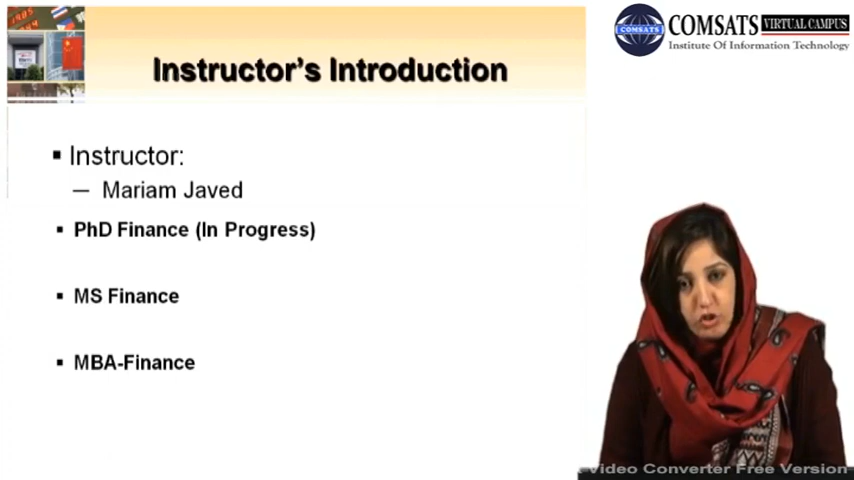 Instructor's Introduction
COMSATS VIRTUAL CAMPUS
Institute Of Information Technology
COMSATS
▪ Instructor:
— Mariam Javed
▪ PhD Finance (In Progress)
▪ MS Finance
▪ MBA-Finance
Video Converter Free Version